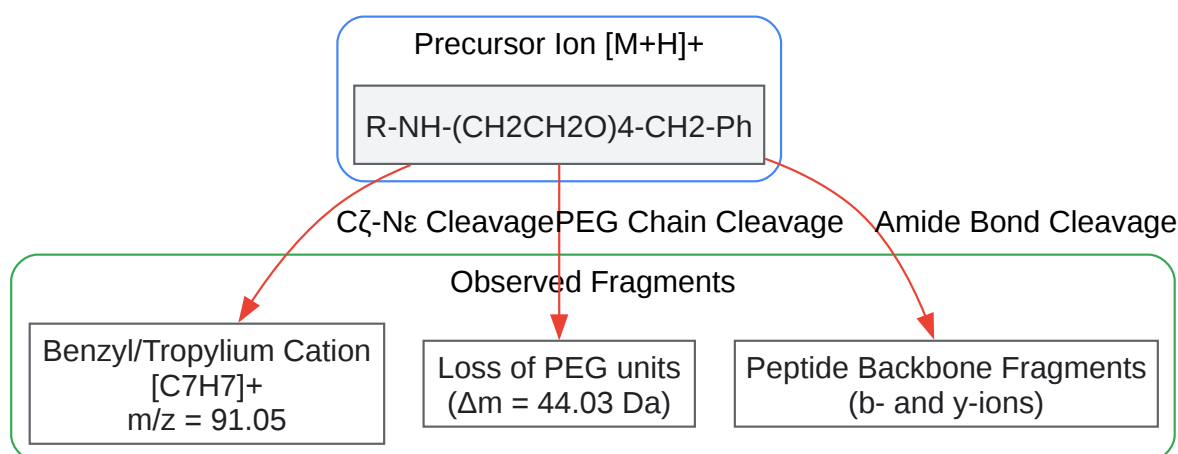 Precursor Ion [M+H]+
R-NH-(CH2CH2O)4-CH2-Ph
Cζ-Nε Cleavage
PEG Chain Cleavage
Amide Bond Cleavage
Observed Fragments
Benzyl/Tropylium Cation
[C7H7]+
m/z = 91.05
Loss of PEG units
(Δm = 44.03 Da)
Peptide Backbone Fragments
(b- and y-ions)